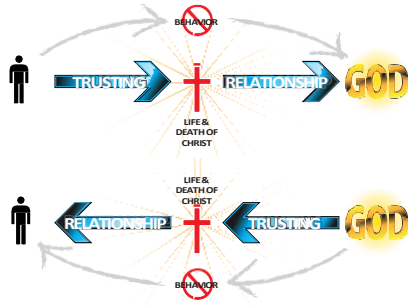 BEHAVIOR
TRUSTING RELATIONSHIP GOD
LIFE &
DEATH OF
CHRIST
LIFE &
DEATH OF
CHRIST
RELATIONSHIP TRUSTING GOD
BEHAVIOR